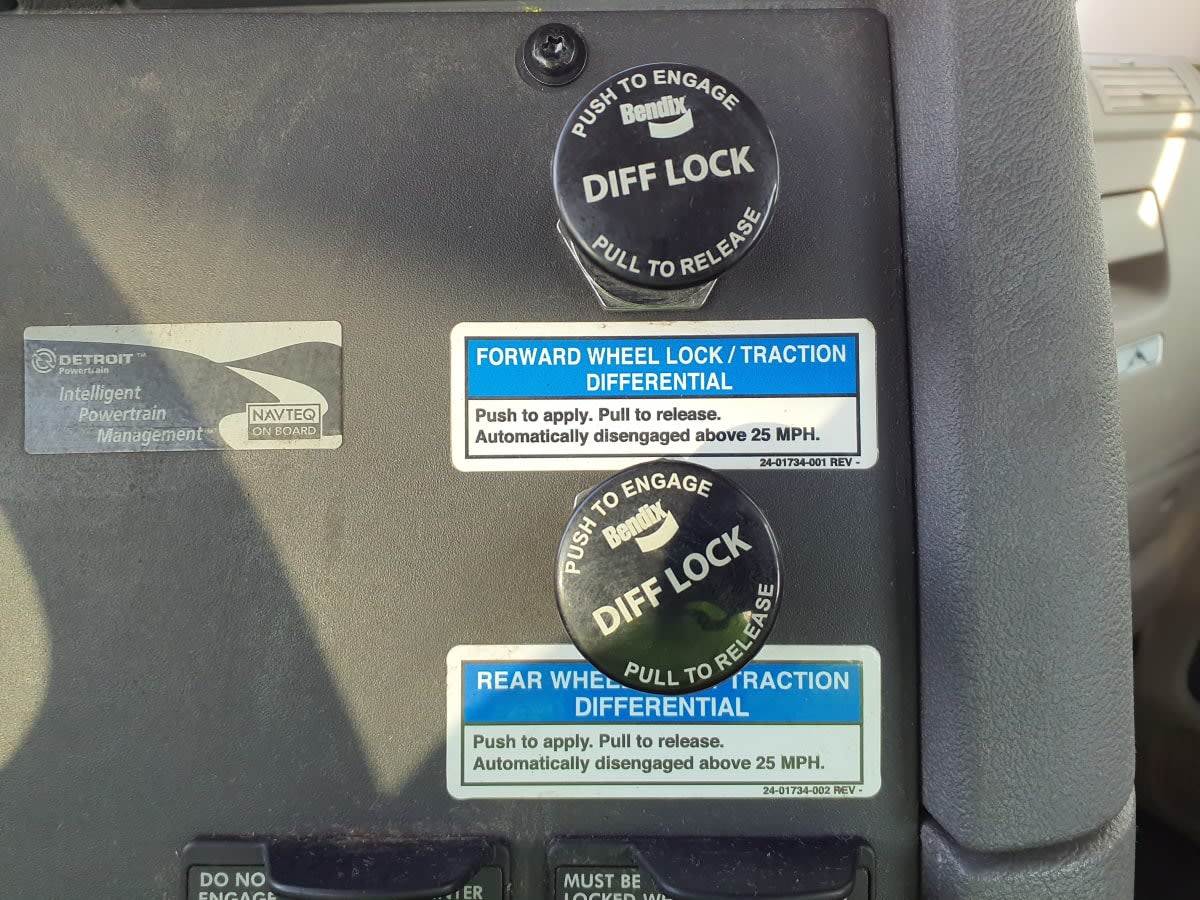 PUSH TO ENGAGE
Bendix
DIFF LOCK
PULL TO RELEASE
DETROIT™
Powertrain
Intelligent
Powertrain
Management
NAVTEQ
ON BOARD
FORWARD WHEEL LOCK / TRACTION
DIFFERENTIAL
Push to apply. Pull to release.
Automatically disengaged above 25 MPH.
24-01734-001 REV -
PUSH TO ENGAGE
Bendix
DIFF LOCK
PULL TO RELEASE
REAR TRACTION
DIFFERENTIAL
Push to apply. Pull to release.
Automatically disengaged above 25 MPH.
24-01734-002 REV -
DO
ENGAGE
MUST BE
LOCKED